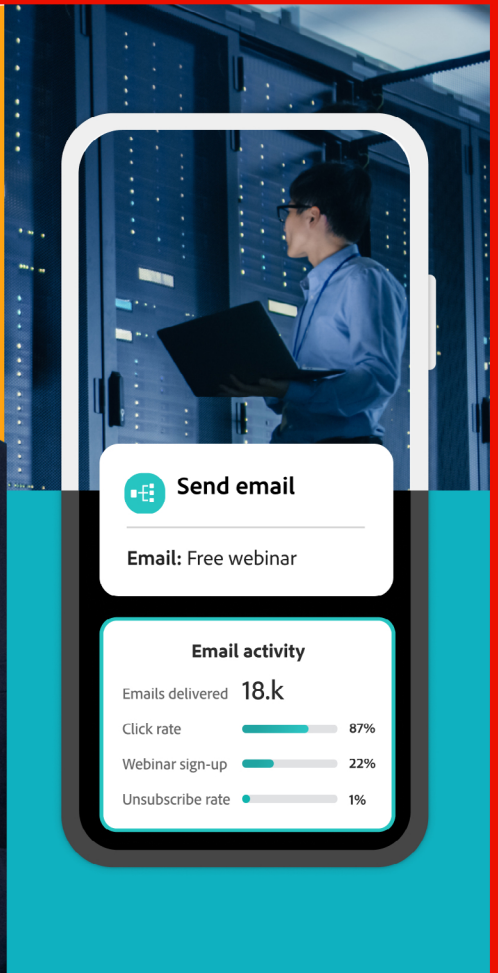 Send email
Email: Free webinar
Email activity
Emails delivered 18.k
Click rate 87%
Webinar sign-up 22%
Unsubscribe rate 1%